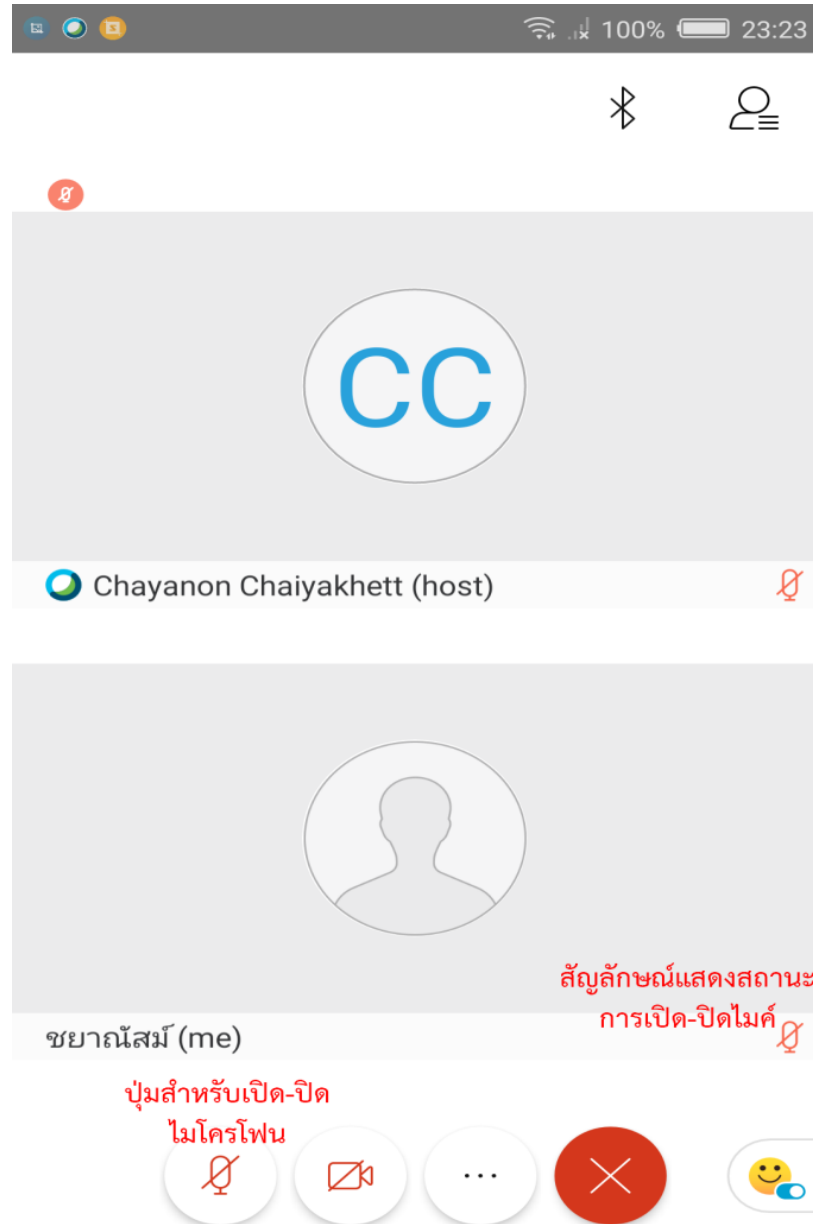 100% 23:23
CC
Chayanon Chaiyakhett (host)
สัญลักษณ์แสดงสถานะ
การเปิด-ปิดไมค์
ชยาณัสม์ (me)
ปุ่มสำหรับเปิด-ปิด
ไมโครโฟน